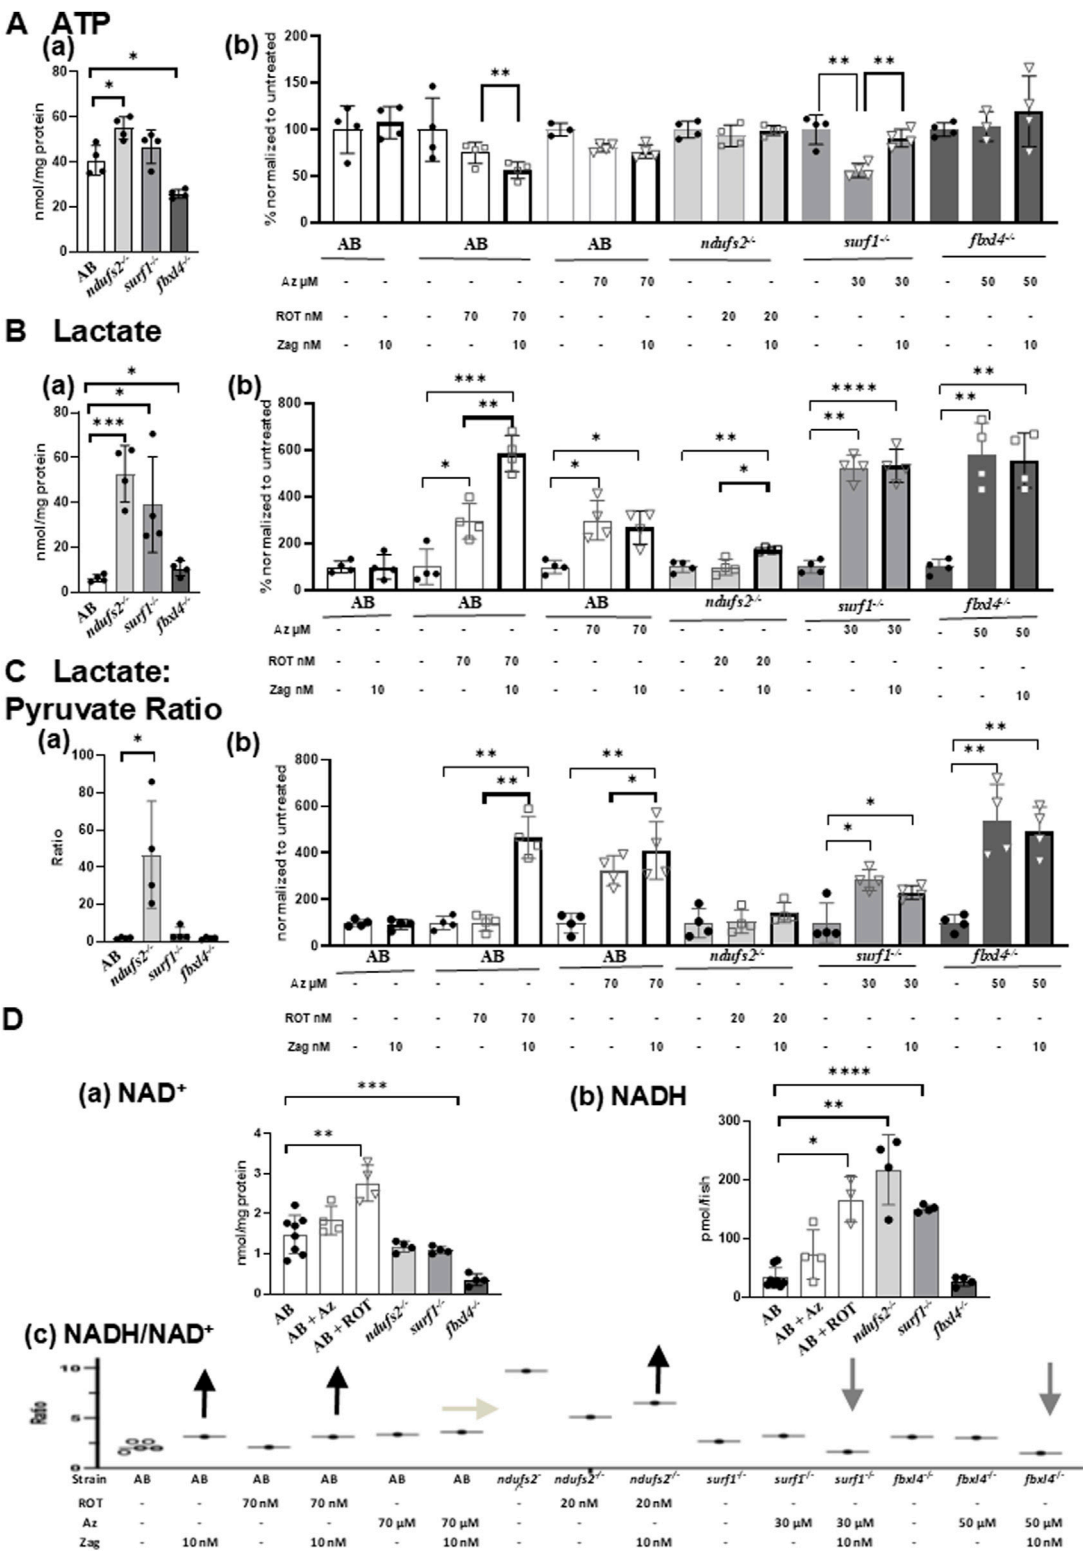 A ATP
(a)
*
*
80
60
40
20
0
nmol/mg protein
AB
ndufs2-/-
surf1-/-
fbxl4-/-
(b)
200
150
100
50
0
% normalized to untreated
**
** **
AB AB AB ndufs2-/- surf1-/- fbxl4-/-
Az µM - - - - - - 70 70 - - - - 30 30 - 50 50
ROT nM - - - 70 70 - - - - 20 20 - - - - - -
Zag nM - 10 - - 10 - - 10 - - 10 - - 10 - - 10
B Lactate
(a)
*
*
***
80
60
40
20
0
nmol/mg protein
AB
ndufs2-/-
surf1-/-
fbxl4-/-
(b)
800
600
400
200
0
% normalized to untreated
***
**
*
*
*
**
*
****
**
**
**
AB AB AB ndufs2-/- surf1-/- fbxl4-/-
Az µM - - - - - - 70 70 - - - - 30 30 - 50 50
ROT nM - - - 70 70 - - - - 20 20 - - - - - -
Zag nM - 10 - - 10 - - 10 - - 10 - - 10 - - 10
C Lactate:
Pyruvate Ratio
(a)
*
100
80
60
40
20
0
Ratio
AB
ndufs2-/-
surf1-/-
fbxl4-/-
(b)
800
600
400
200
0
normalized to untreated
**
**
**
*
*
*
**
**
AB AB AB ndufs2-/- surf1-/- fbxl4-/-
Az µM - - - - - - 70 70 - - - - 30 30 - 50 50
ROT nM - - - 70 70 - - - - 20 20 - - - - - -
Zag nM - 10 - - 10 - - 10 - - 10 - - 10 - - 10
D
(a) NAD+
***
**
4
3
2
1
0
nmol/mg protein
AB
AB + Az
AB + ROT
ndufs2-/-
surf1-/-
fbxl4-/-
(b) NADH
****
**
*
300
200
100
0
pmol/fish
AB
AB + Az
AB + ROT
ndufs2-/-
surf1-/-
fbxl4-/-
(c) NADH/NAD+
10
5
0
Ratio
Strain AB AB AB AB AB AB ndufs2-/- ndufs2-/- ndufs2-/- surf1-/- surf1-/- surf1-/- fbxl4-/- fbxl4-/- fbxl4-/-
ROT - - 70 nM 70 nM - - - 20 nM 20 nM - - - - - -
Az - - - - 70 µM 70 µM - - - - 30 µM 30 µM - 50 µM 50 µM
Zag - 10 nM - 10 nM - 10 nM - - 10 nM - - 10 nM - - 10 nM